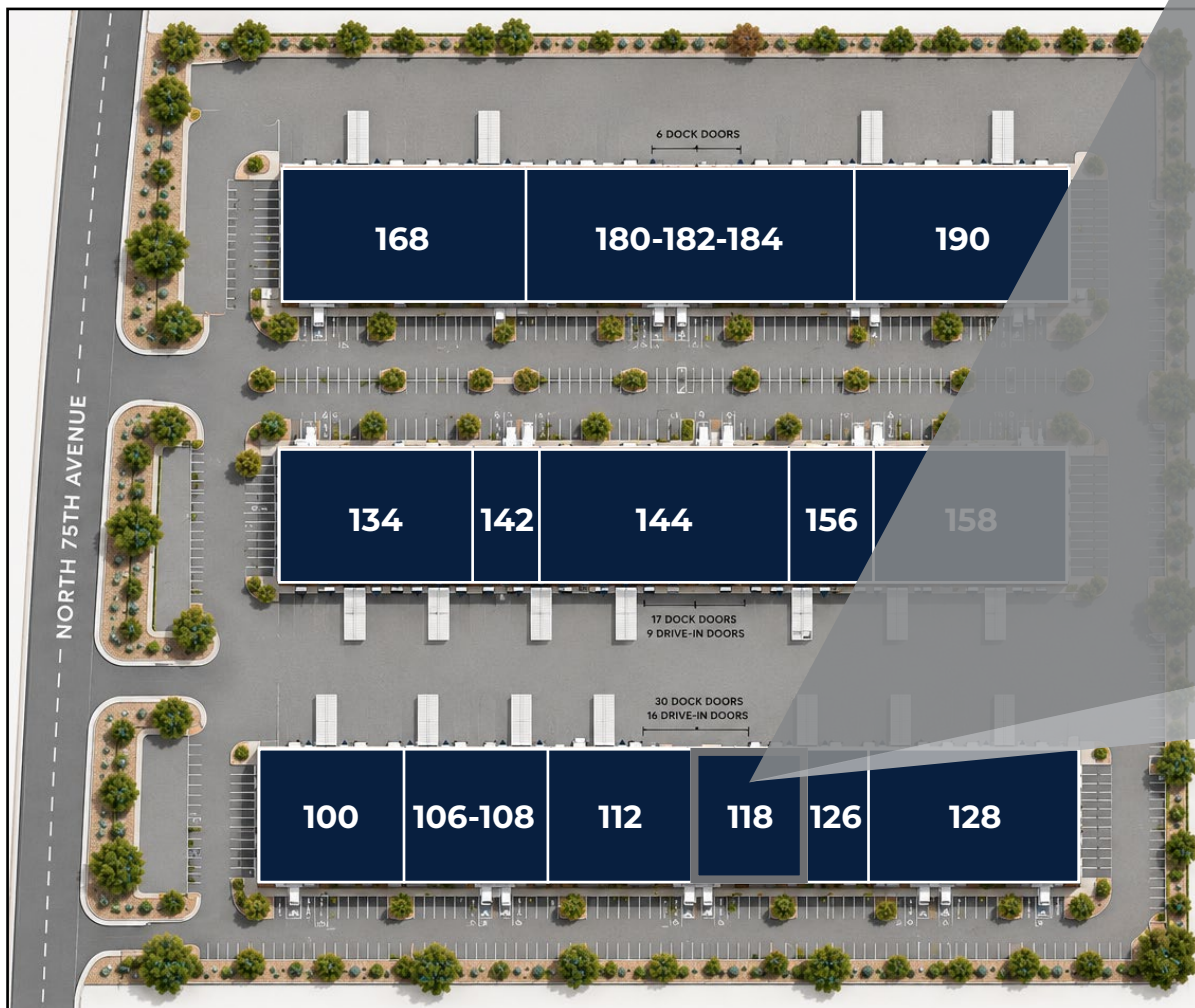 6 DOCK DOORS
168
180-182-184
190
NORTH 75TH AVENUE
134
142
144
156
158
17 DOCK DOORS
9 DRIVE-IN DOORS
30 DOCK DOORS
16 DRIVE-IN DOORS
100
106-108
112
118
126
128